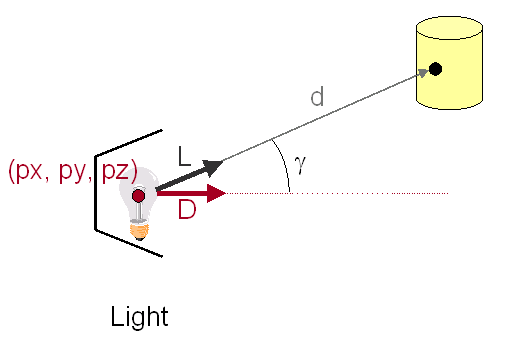 d
L
γ
(px, py, pz)
D
Light